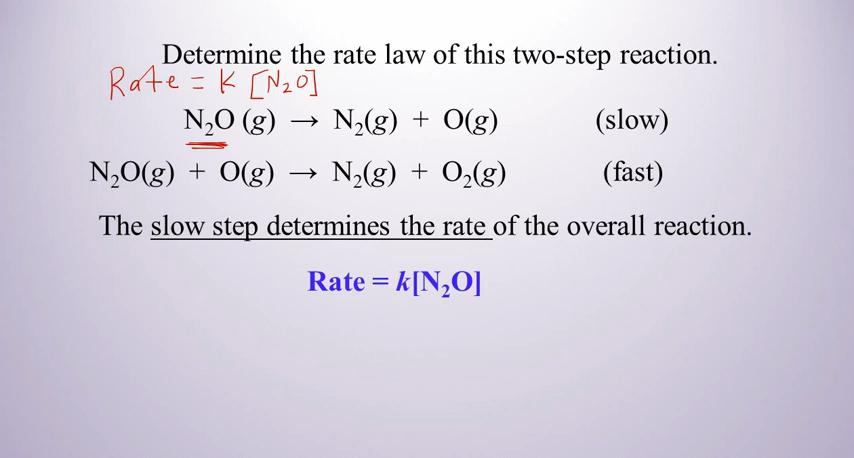 Determine the rate law of this two-step reaction.
Rate = K [N₂O]
N₂O (g) → N₂(g) + O(g) (slow)
N₂O(g) + O(g) → N₂(g) + O₂(g) (fast)
The slow step determines the rate of the overall reaction.
Rate = k[N₂O]